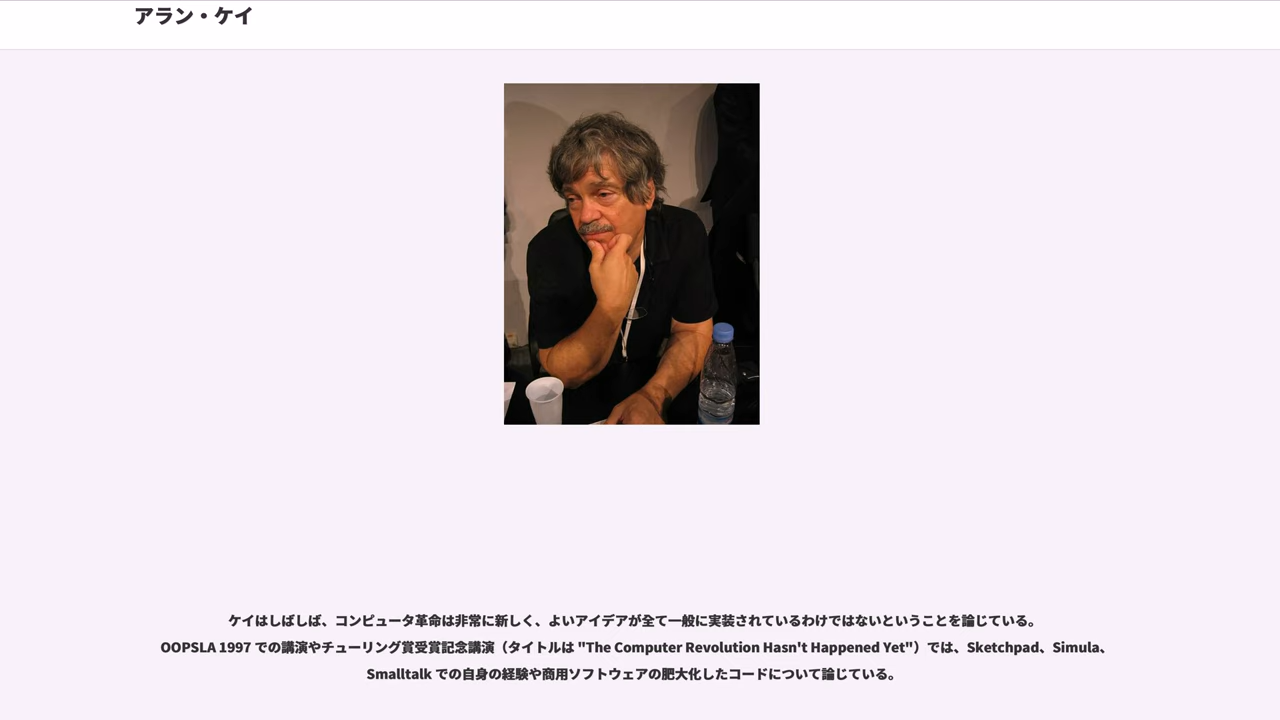 アラン・ケイ
ケイはしばしば、コンピュータ革命は非常に新しく、よいアイデアが全て一般に実装されているわけではないということを論じている。
OOPSLA 1997 での講演やチューリング賞受賞記念講演（タイトルは "The Computer Revolution Hasn't Happened Yet"）では、Sketchpad、Simula、
Smalltalk での自身の経験や商用ソフトウェアの肥大化したコードについて論じている。